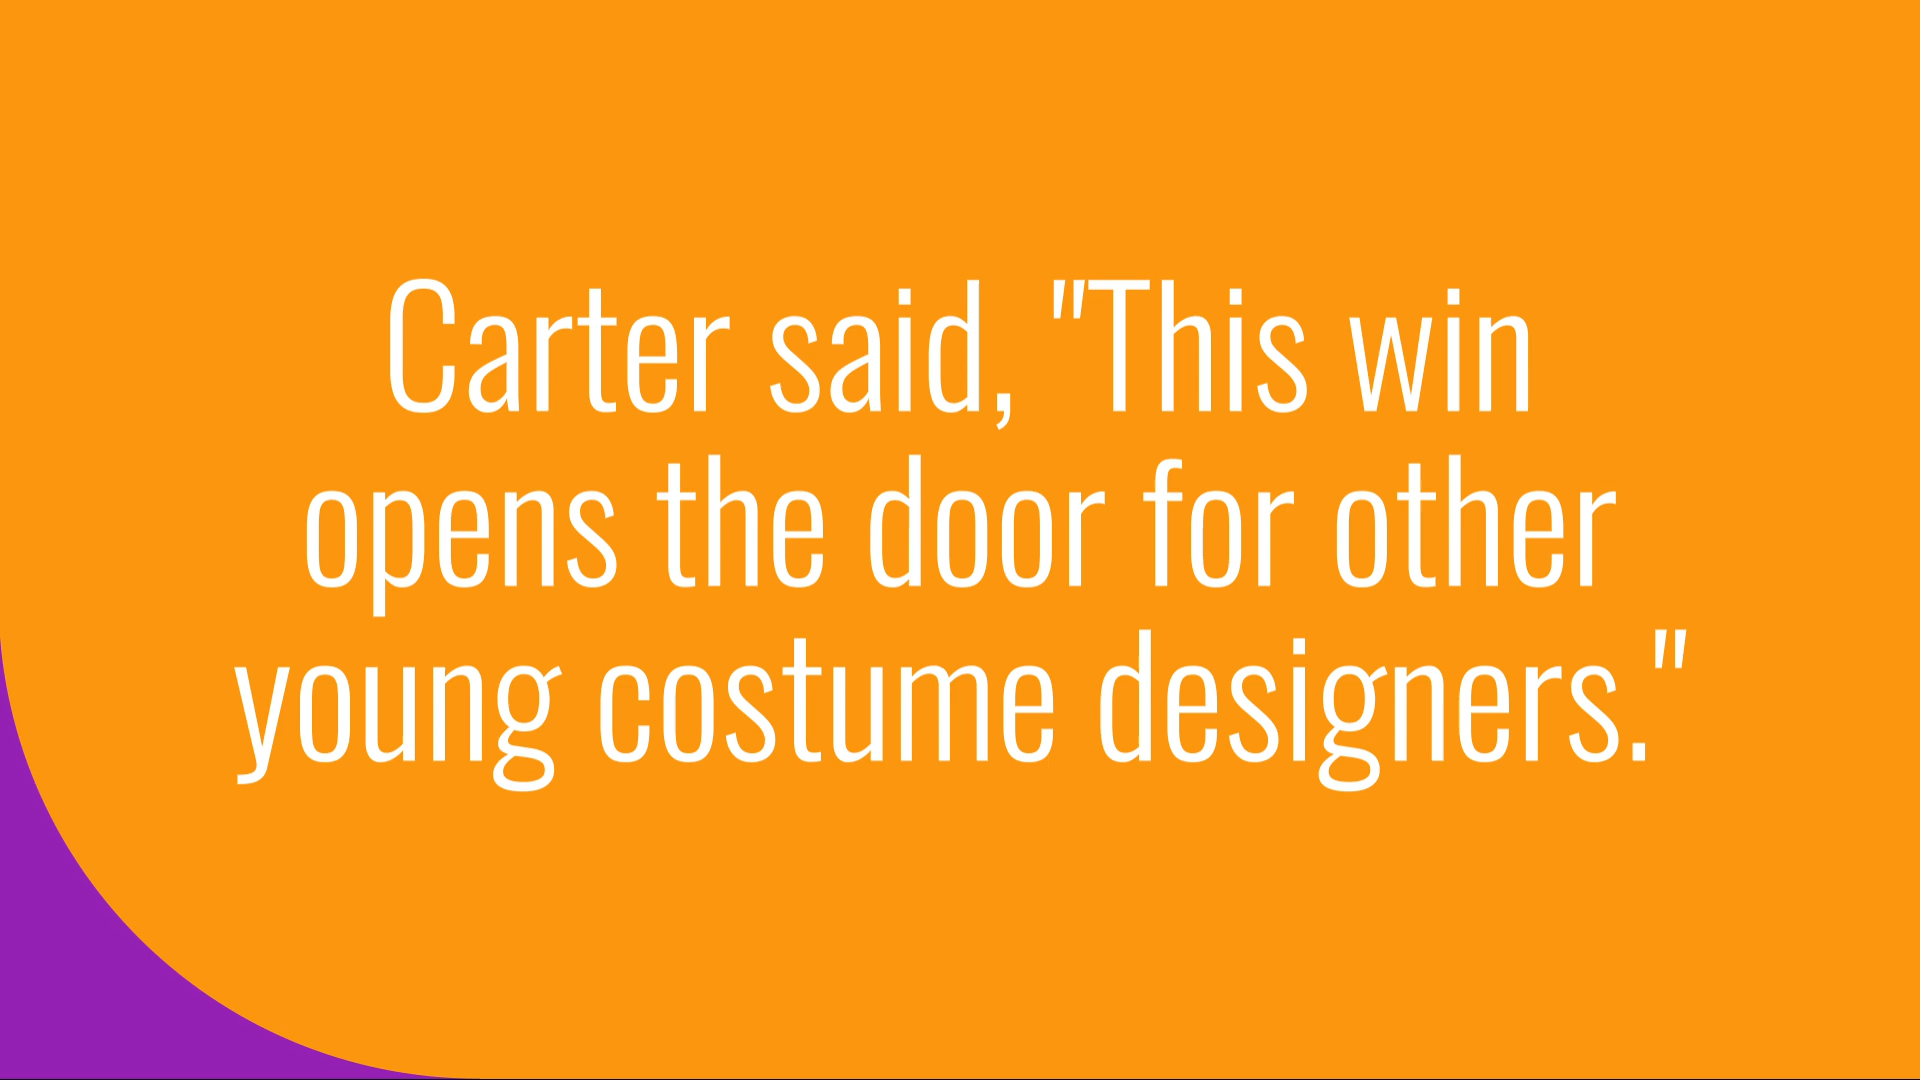 Carter said, "This win
opens the door for other
young costume designers."